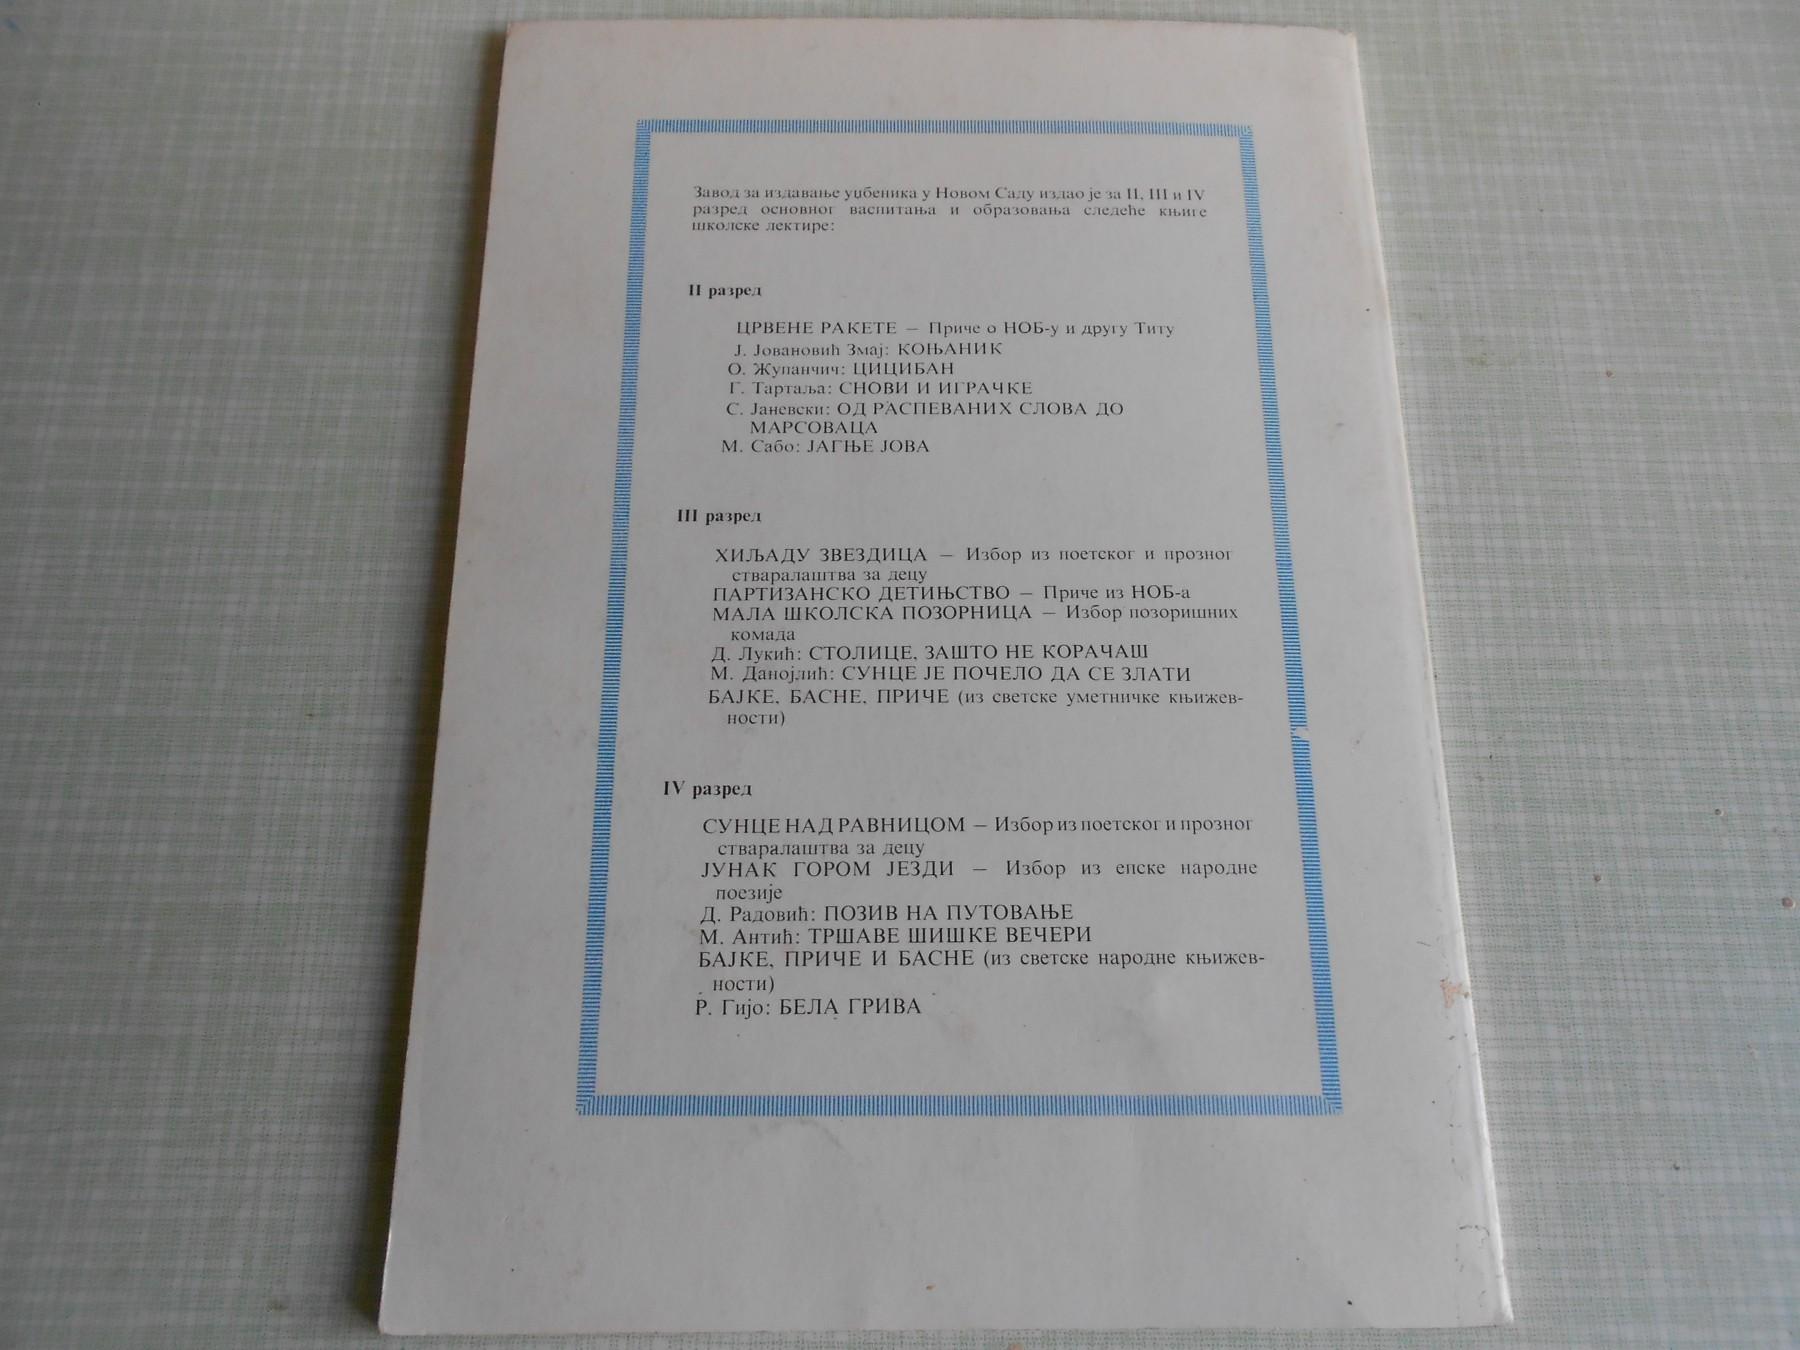 Завод за издавање уџбеника у Новом Саду издао је за II, III и IV
разред основног васпитања и образовања следеће књиге
школске лектире:
II разред
ЦРВЕНЕ РАКЕТЕ — Приче о НОБ-у и другу Титу
Ј. Јовановић Змај: КОЊАНИК
О. Жупанчич: ЦИЦИБАН
Г. Тартаља: СНОВИ И ИГРАЧКЕ
С. Јаневски: ОД РАСПЕВАНИХ СЛОВА ДО
МАРСОВАЦА
М. Сабо: ЈАГЊЕ ЈОВА
III разред
ХИЉАДУ ЗВЕЗДИЦА — Избор из поетског и прозног
стваралаштва за децу
ПАРТИЗАНСКО ДЕТИЊСТВО — Приче из НОБ-а
МАЛА ШКОЛСКА ПОЗОРНИЦА — Избор позоришних
комада
Д. Лукић: СТОЛИЦЕ, ЗАШТО НЕ КОРАЧАШ
М. Данојлић: СУНЦЕ ЈЕ ПОЧЕЛО ДА СЕ ЗЛАТИ
БАЈКЕ, БАСНЕ, ПРИЧЕ (из светске уметничке књижев-
ности)
IV разред
СУНЦЕ НАД РАВНИЦОМ — Избор из поетског и прозног
стваралаштва за децу
ЈУНАК ГОРОМ ЈЕЗДИ — Избор из епске народне
поезије
Д. Радовић: ПОЗИВ НА ПУТОВАЊЕ
М. Антић: ТРШАВЕ ШИШКЕ ВЕЧЕРИ
БАЈКЕ, ПРИЧЕ И БАСНЕ (из светске народне књижев-
ности)
Р. Гијо: БЕЛА ГРИВА